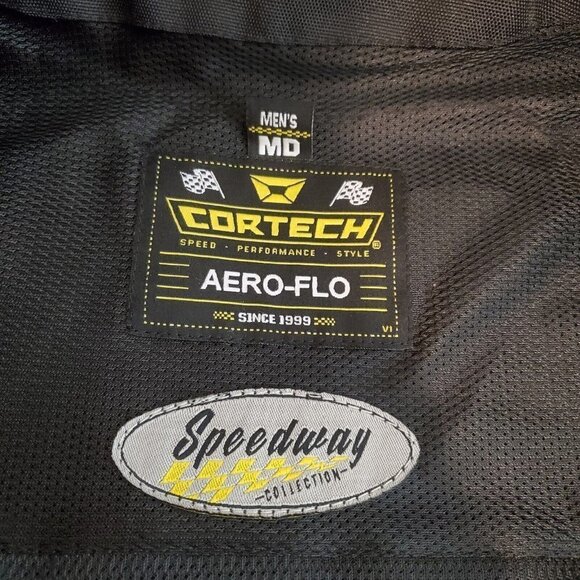 MEN'S
MD
CORTECH®
SPEED - PERFORMANCE - STYLE
AERO-FLO
SINCE 1999
V1
Speedway
-COLLECTION-